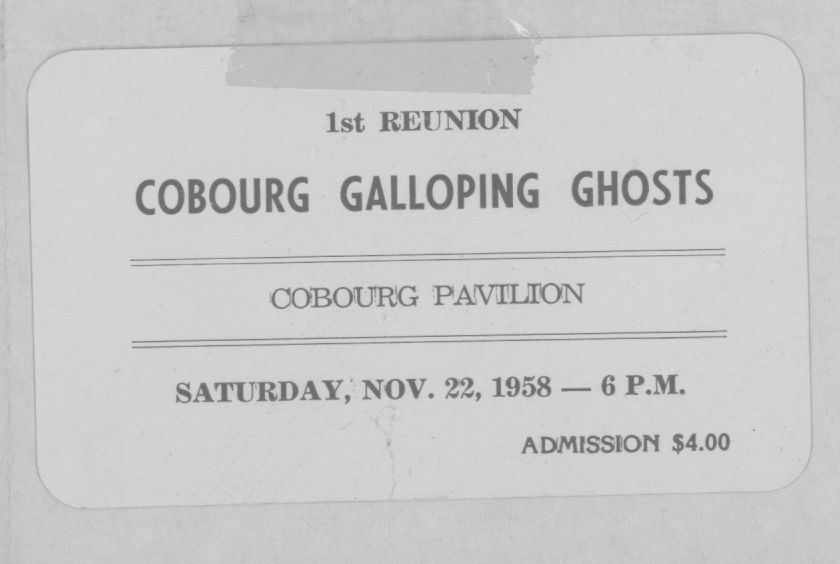 1st REUNION
COBOURG GALLOPING GHOSTS
COBOURG PAVILION
SATURDAY, NOV. 22, 1958 — 6 P.M.
ADMISSION $4.00